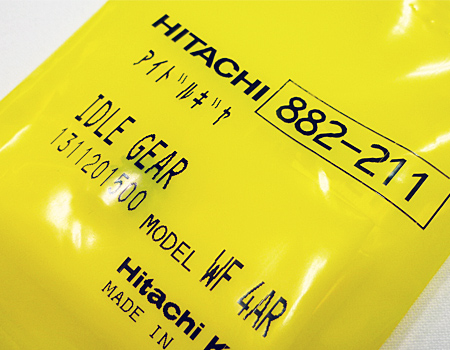 HITACHI
アイドルギヤ
882-211
IDLE GEAR
1311201500
MODEL WF 4AR
Hitachi K
MADE IN